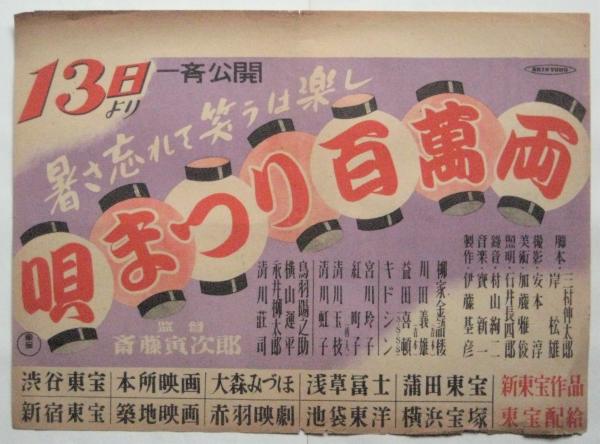 SHINTOHO
13日より
一斉公開
暑さ忘れて笑うは楽し
唄まつり百萬両
脚本・三村伸太郎
岸松雄
撮影・安本淳
美術・加藤雅俊
照明・石井長四郎
録音・村山絢二
音楽・寶新一
製作・伊藤基彦
柳家金語楼
川田義雄
益田喜頓
キドシン
宮川玲子
紅町子
清川玉枝
清川虹子
鳥羽陽之助
横山運平
永井柳太郎
清川荘司
監督
斎藤寅次郎
渋谷東宝
本所映画
大森みづほ
浅草冨士
蒲田東宝
新東宝作品
新宿東宝
築地映画
赤羽映劇
池袋東洋
横浜宝塚
東宝配給